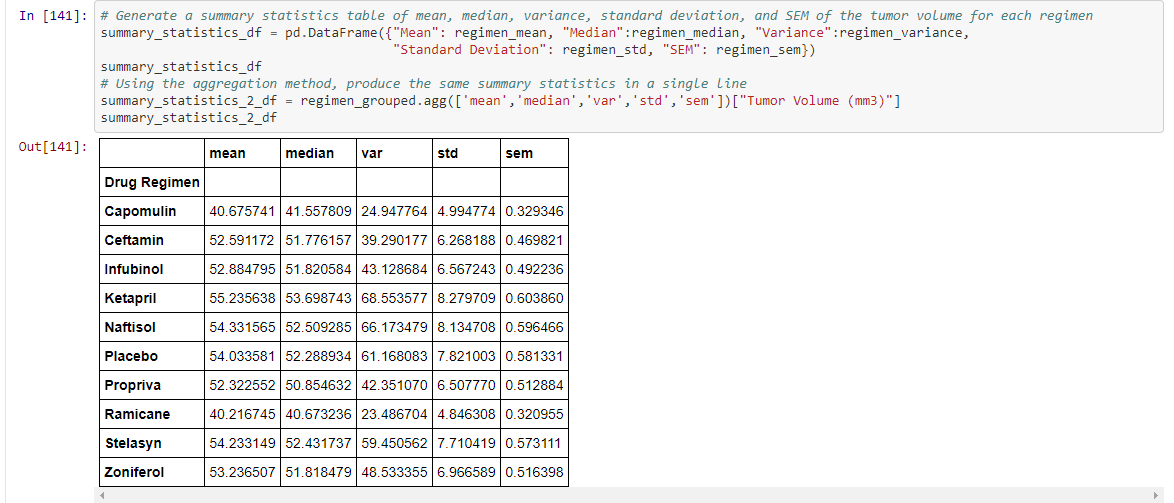 In [141]: # Generate a summary statistics table of mean, median, variance, standard deviation, and SEM of the tumor volume for each regimen
summary_statistics_df = pd.DataFrame({"Mean": regimen_mean, "Median":regimen_median, "Variance":regimen_variance,
"Standard Deviation": regimen_std, "SEM": regimen_sem})
summary_statistics_df
# Using the aggregation method, produce the same summary statistics in a single line
summary_statistics_2_df = regimen_grouped.agg(['mean','median','var','std','sem'])["Tumor Volume (mm3)"]
summary_statistics_2_df
Out[141]:
mean median var std sem
Drug Regimen
Capomulin 40.675741 41.557809 24.947764 4.994774 0.329346
Ceftamin 52.591172 51.776157 39.290177 6.268188 0.469821
Infubinol 52.884795 51.820584 43.128684 6.567243 0.492236
Ketapril 55.235638 53.698743 68.553577 8.279709 0.603860
Naftisol 54.331565 52.509285 66.173479 8.134708 0.596466
Placebo 54.033581 52.288934 61.168083 7.821003 0.581331
Propriva 52.322552 50.854632 42.351070 6.507770 0.512884
Ramicane 40.216745 40.673236 23.486704 4.846308 0.320955
Stelasyn 54.233149 52.431737 59.450562 7.710419 0.573111
Zoniferol 53.236507 51.818479 48.533355 6.966589 0.516398